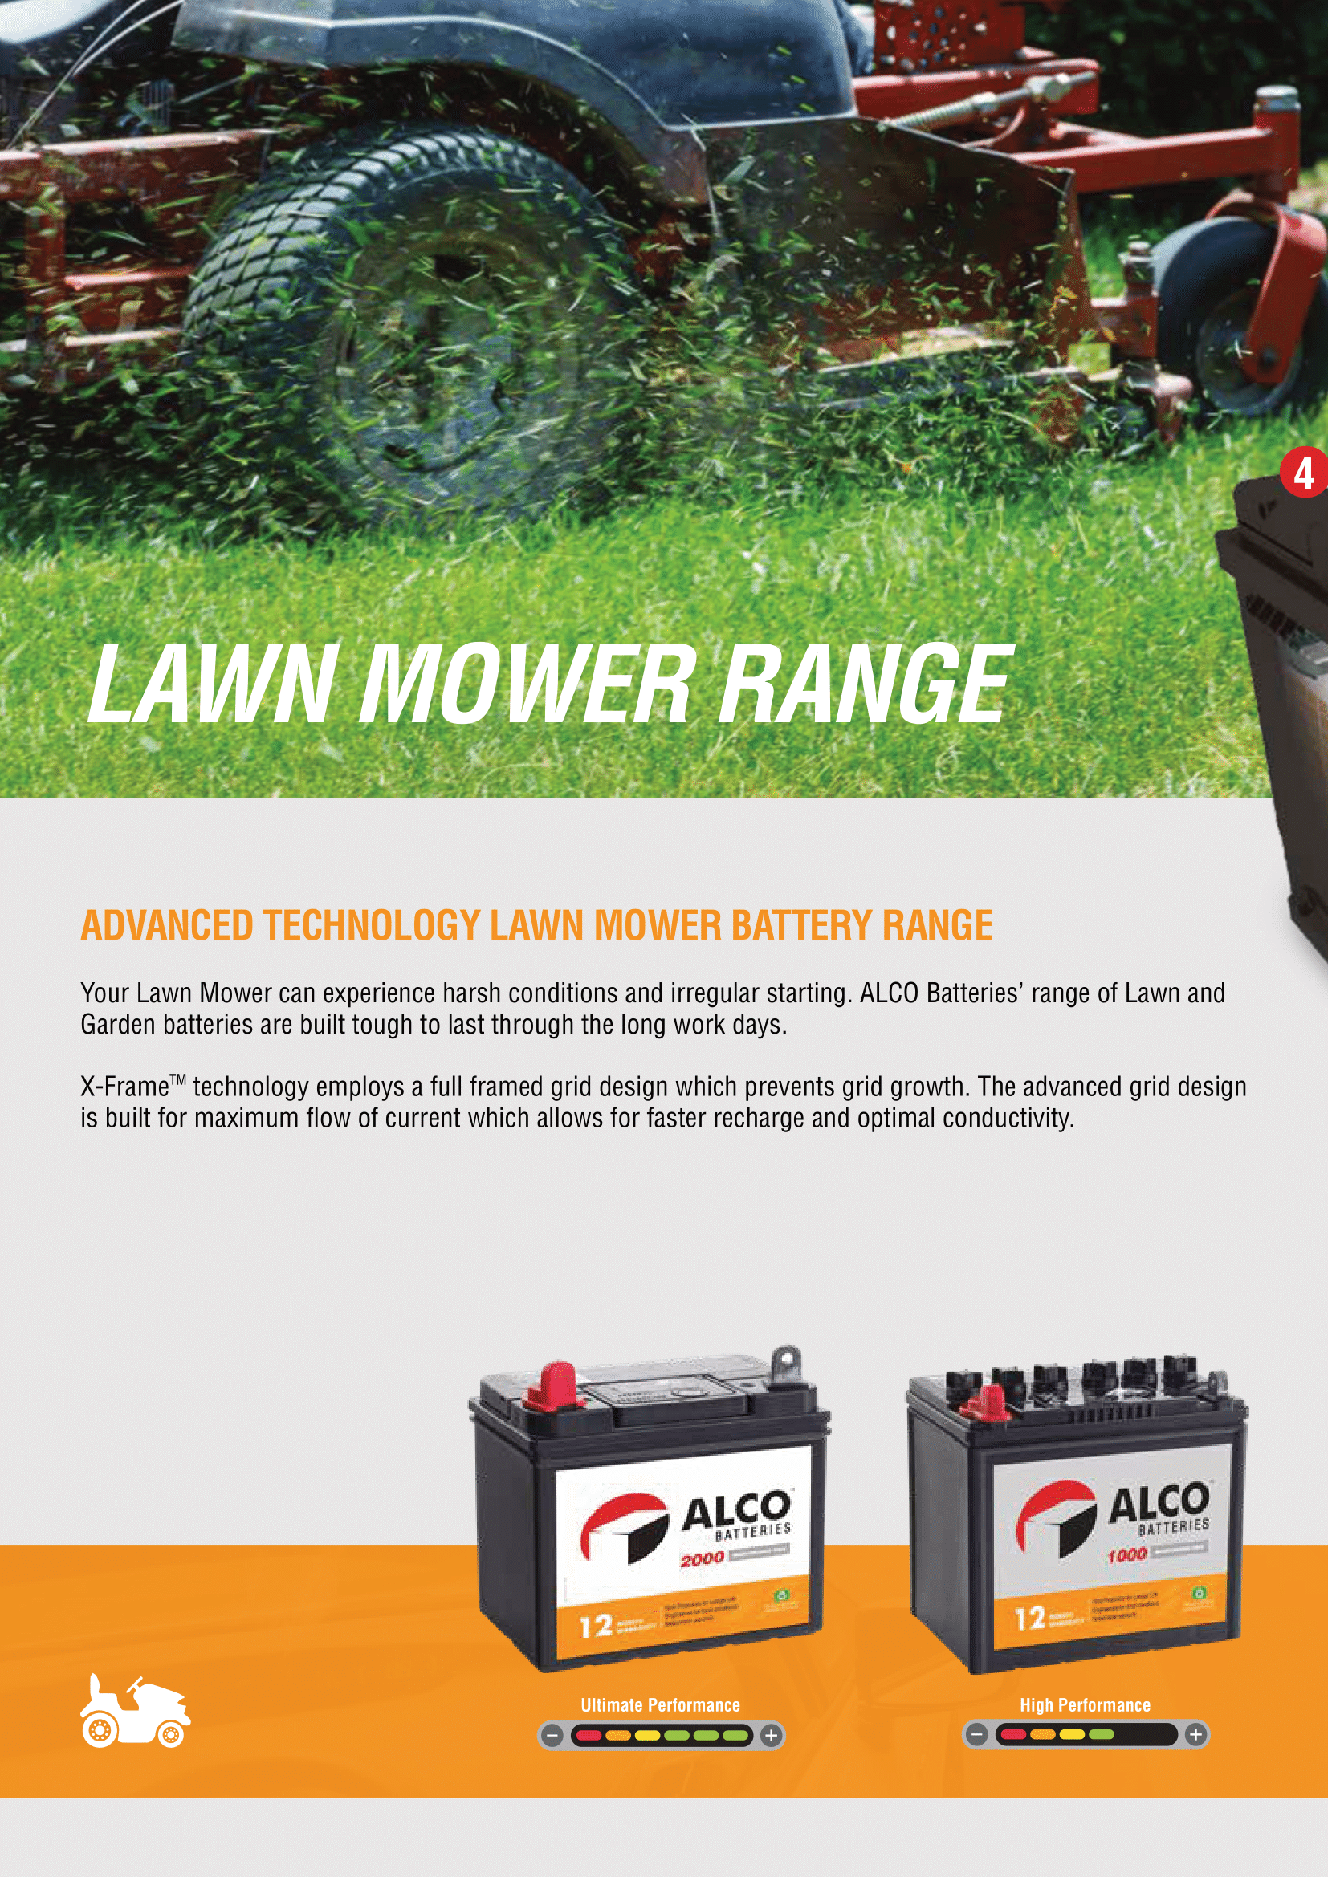 4
LAWN MOWER RANGE
ADVANCED TECHNOLOGY LAWN MOWER BATTERY RANGE
Your Lawn Mower can experience harsh conditions and irregular starting. ALCO Batteries’ range of Lawn and
Garden batteries are built tough to last through the long work days.
X-Frame™ technology employs a full framed grid design which prevents grid growth. The advanced grid design
is built for maximum flow of current which allows for faster recharge and optimal conductivity.
ALCO
BATTERIES
2000
12
ALCO
BATTERIES
1000
12
Ultimate Performance
High Performance